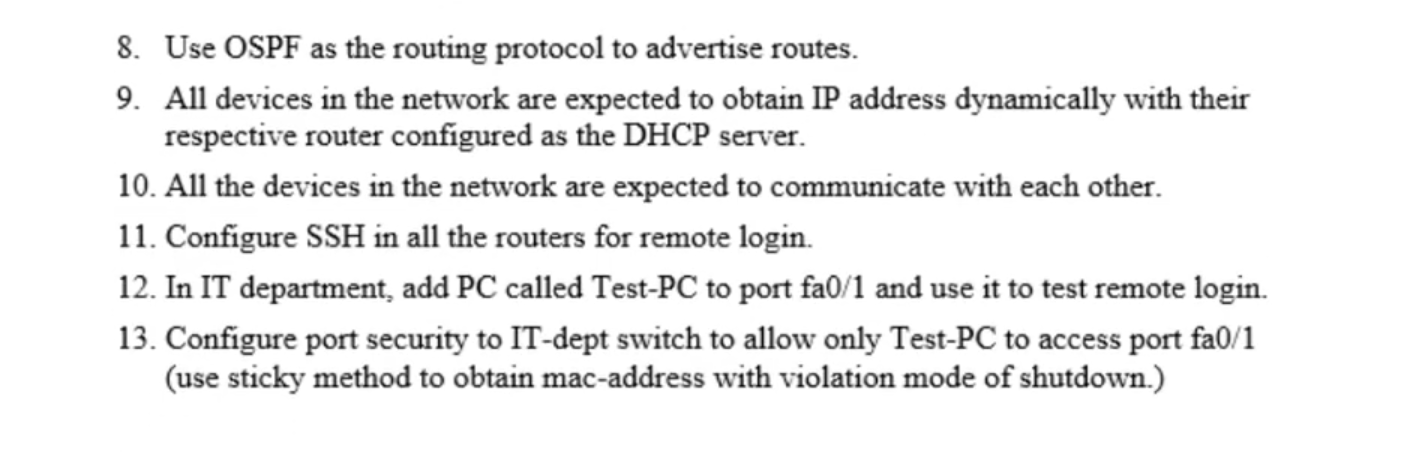 8. Use OSPF as the routing protocol to advertise routes.
9. All devices in the network are expected to obtain IP address dynamically with their
respective router configured as the DHCP server.
10. All the devices in the network are expected to communicate with each other.
11. Configure SSH in all the routers for remote login.
12. In IT department, add PC called Test-PC to port fa0/1 and use it to test remote login.
13. Configure port security to IT-dept switch to allow only Test-PC to access port fa0/1
(use sticky method to obtain mac-address with violation mode of shutdown.)